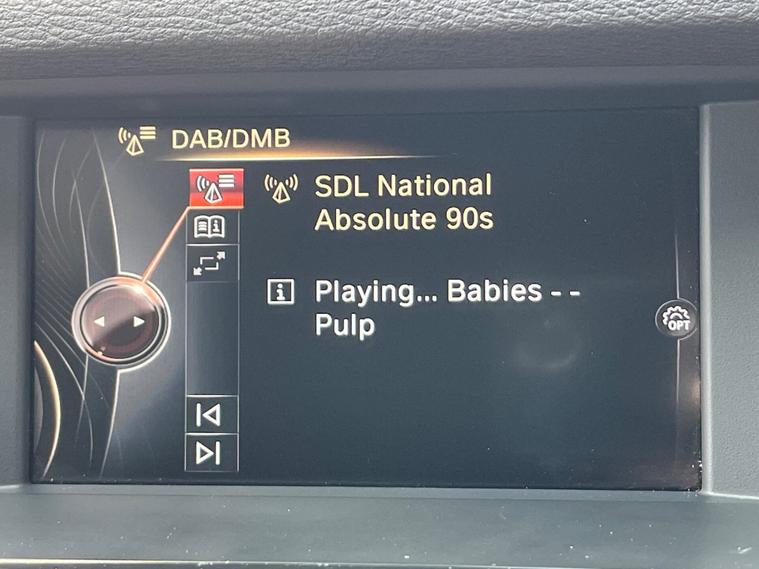 DAB/DMB
SDL National
Absolute 90s
Playing... Babies - -
Pulp
OPT